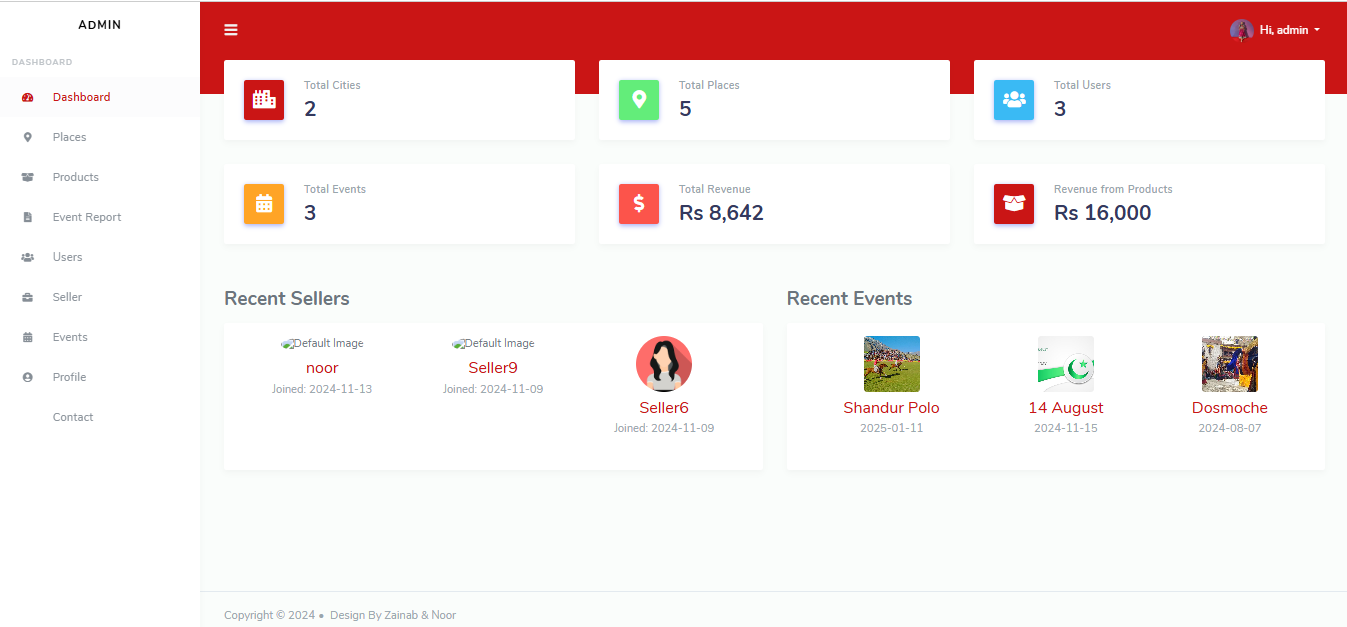 ADMIN
Hi, admin
DASHBOARD
Dashboard
Places
Products
Event Report
Users
Seller
Events
Profile
Contact
Total Cities
2
Total Places
5
Total Users
3
Total Events
3
Total Revenue
Rs 8,642
Revenue from Products
Rs 16,000
Recent Sellers
Default Image
noor
Joined: 2024-11-13
Default Image
Seller9
Joined: 2024-11-09
Seller6
Joined: 2024-11-09
Recent Events
Shandur Polo
2025-01-11
14 August
2024-11-15
Dosmoche
2024-08-07
Copyright © 2024 • Design By Zainab & Noor